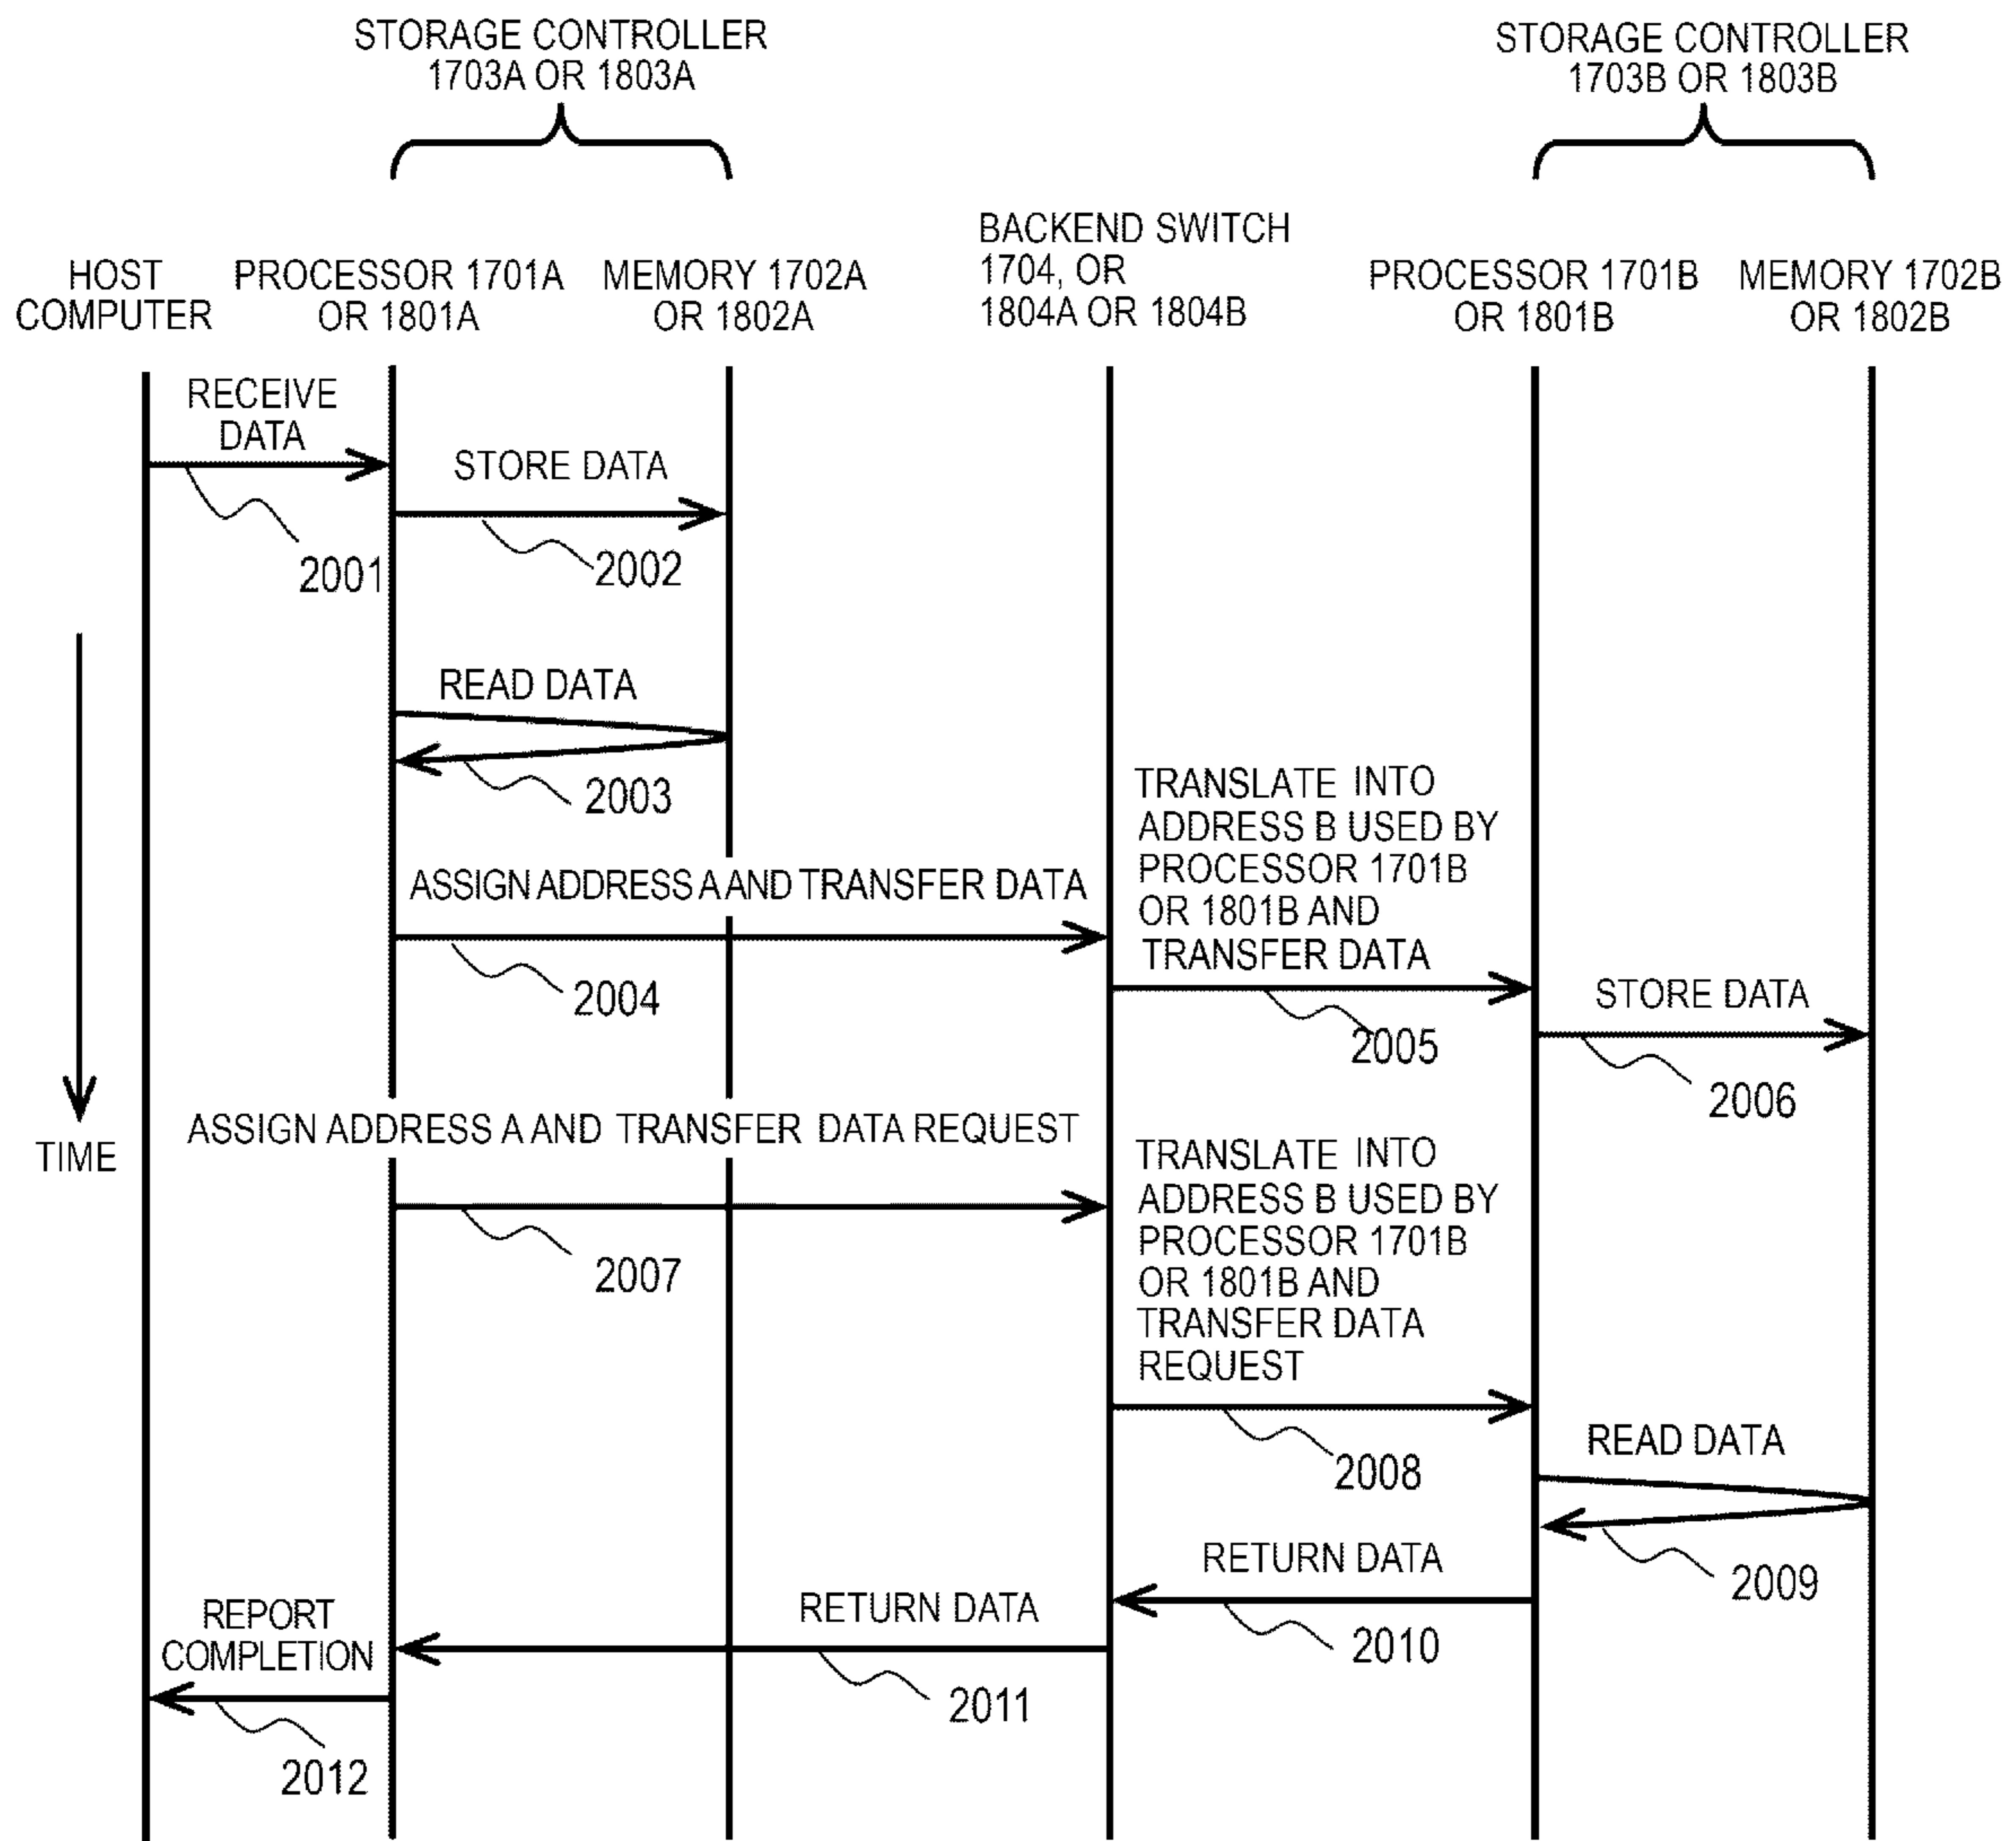 STORAGE CONTROLLER
1703A OR 1803A
STORAGE CONTROLLER
1703B OR 1803B
HOST
COMPUTER
PROCESSOR 1701A
OR 1801A
MEMORY 1702A
OR 1802A
BACKEND SWITCH
1704, OR
1804A OR 1804B
PROCESSOR 1701B
OR 1801B
MEMORY 1702B
OR 1802B
RECEIVE
DATA
2001
STORE DATA
2002
READ DATA
2003
ASSIGN ADDRESS A AND TRANSFER DATA
2004
TRANSLATE INTO
ADDRESS B USED BY
PROCESSOR 1701B
OR 1801B AND
TRANSFER DATA
2005
STORE DATA
2006
TIME
ASSIGN ADDRESS A AND TRANSFER DATA REQUEST
2007
TRANSLATE INTO
ADDRESS B USED BY
PROCESSOR 1701B
OR 1801B AND
TRANSFER DATA
REQUEST
2008
READ DATA
2009
RETURN DATA
2010
RETURN DATA
2011
REPORT
COMPLETION
2012